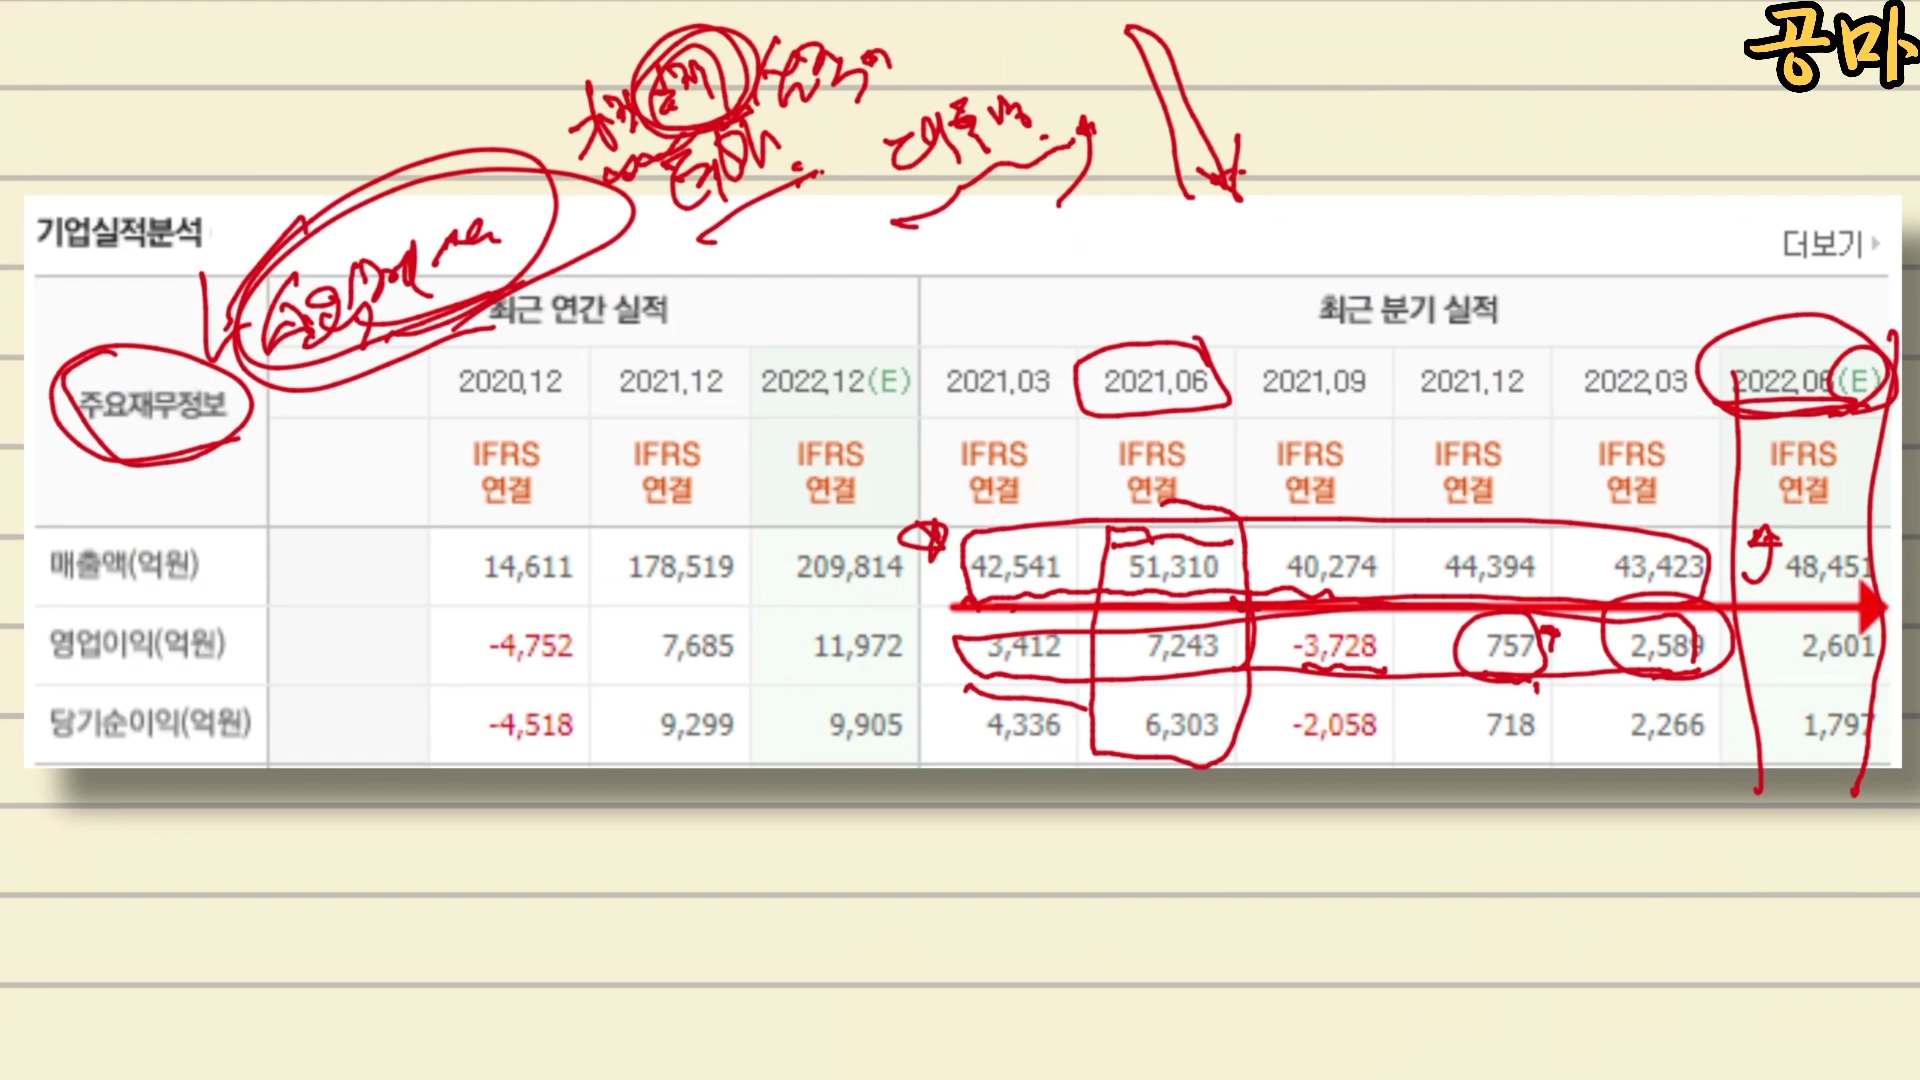 공마
대출병
기업실적분석
더보기
최근 연간 실적 최근 분기 실적
주요재무정보 2020.12 2021.12 2022.12(E) 2021.03 2021.06 2021.09 2021.12 2022.03 2022.06(E)
IFRS 연결 IFRS 연결 IFRS 연결 IFRS 연결 IFRS 연결 IFRS 연결 IFRS 연결 IFRS 연결 IFRS 연결
매출액(억원) 14,611 178,519 209,814 42,541 51,310 40,274 44,394 43,423 48,451
영업이익(억원) -4,752 7,685 11,972 3,412 7,243 -3,728 757 2,589 2,601
당기순이익(억원) -4,518 9,299 9,905 4,336 6,303 -2,058 718 2,266 1,797